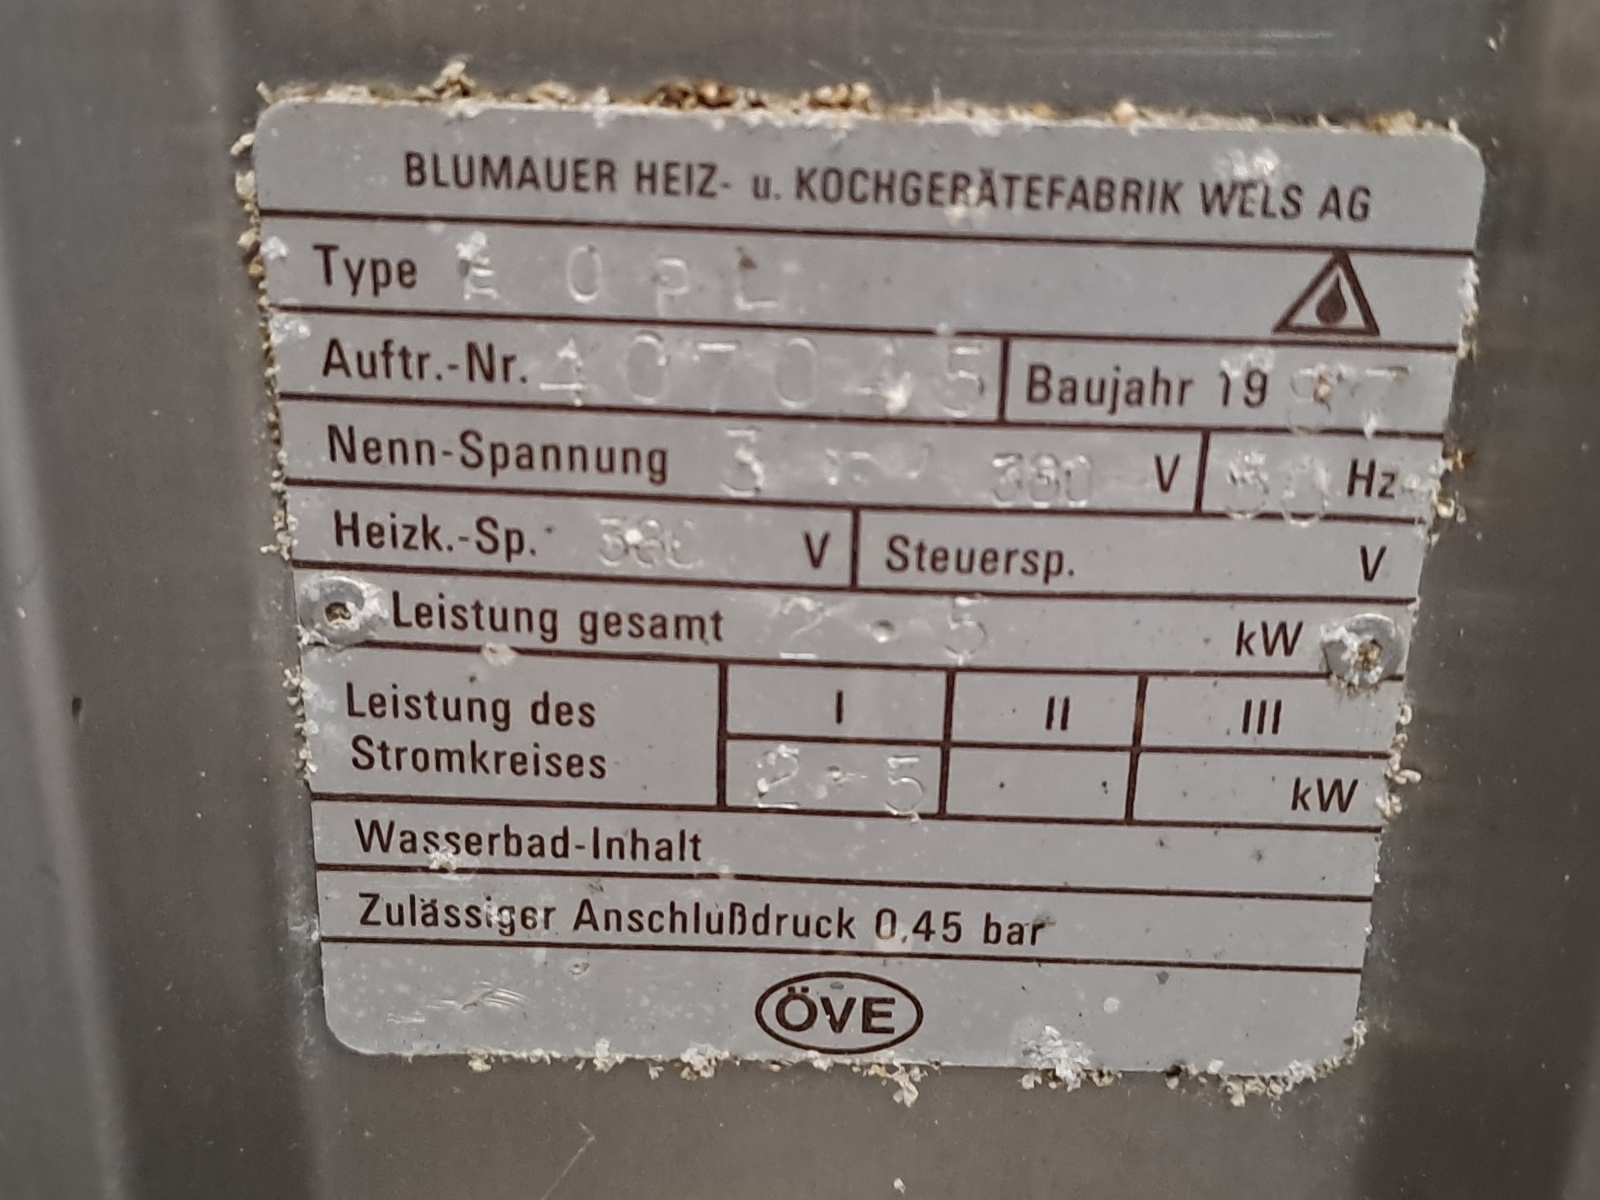 BLUMAUER HEIZ- u. KOCHGERÄTEFABRIK WELS AG
Type E O P L
Auftr.-Nr. 407045 Baujahr 19 87
Nenn-Spannung 3 ~ 380 V 50 Hz
Heizk.-Sp. 380 V Steuersp. V
Leistung gesamt 2.5 kW
Leistung des Stromkreises I II III
2.5 kW
Wasserbad-Inhalt
Zulässiger Anschlußdruck 0,45 bar
ÖVE